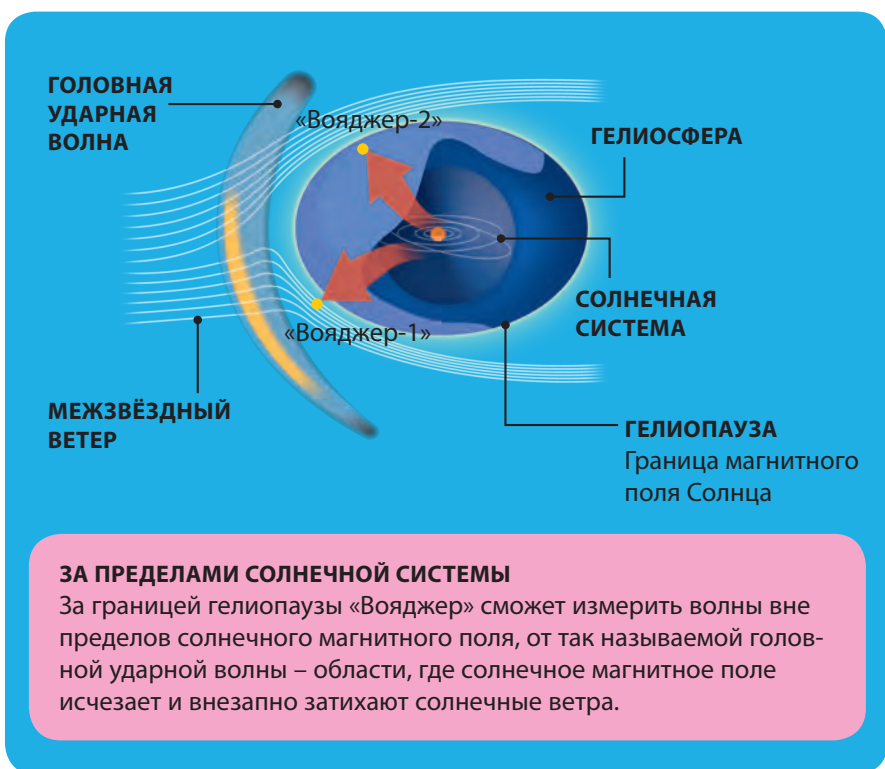 ГОЛОВНАЯ
УДАРНАЯ
ВОЛНА
«Вояджер-2»
ГЕЛИОСФЕРА
СОЛНЕЧНАЯ
СИСТЕМА
«Вояджер-1»
МЕЖЗВЁЗДНЫЙ
ВЕТЕР
ГЕЛИОПАУЗА
Граница магнитного
поля Солнца
ЗА ПРЕДЕЛАМИ СОЛНЕЧНОЙ СИСТЕМЫ
За границей гелиопаузы «Вояджер» сможет измерить волны вне
пределов солнечного магнитного поля, от так называемой голов-
ной ударной волны – области, где солнечное магнитное поле
исчезает и внезапно затихают солнечные ветра.